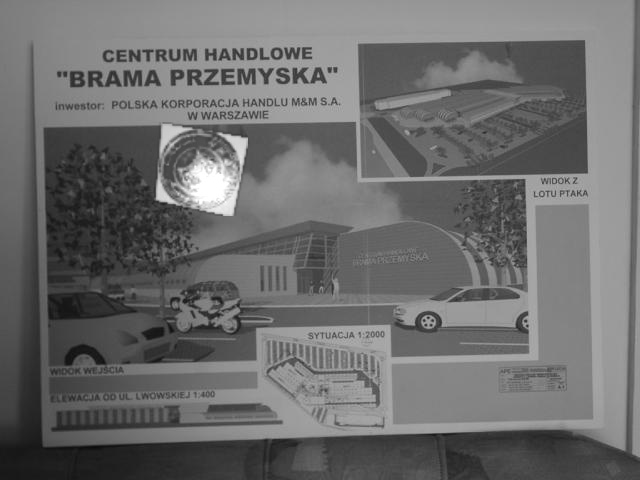 CENTRUM HANDLOWE
"BRAMA PRZEMYSKA"
inwestor: POLSKA KORPORACJA HANDLU M&M S.A.
W WARSZAWIE
WIDOK Z
LOTU PTAKA
CENTRUM HANDLOWE
BRAMA PRZEMYSKA
SYTUACJA 1:2000
WIDOK WEJŚCIA
ELEWACJA OD UL. LWOWSKIEJ 1:400